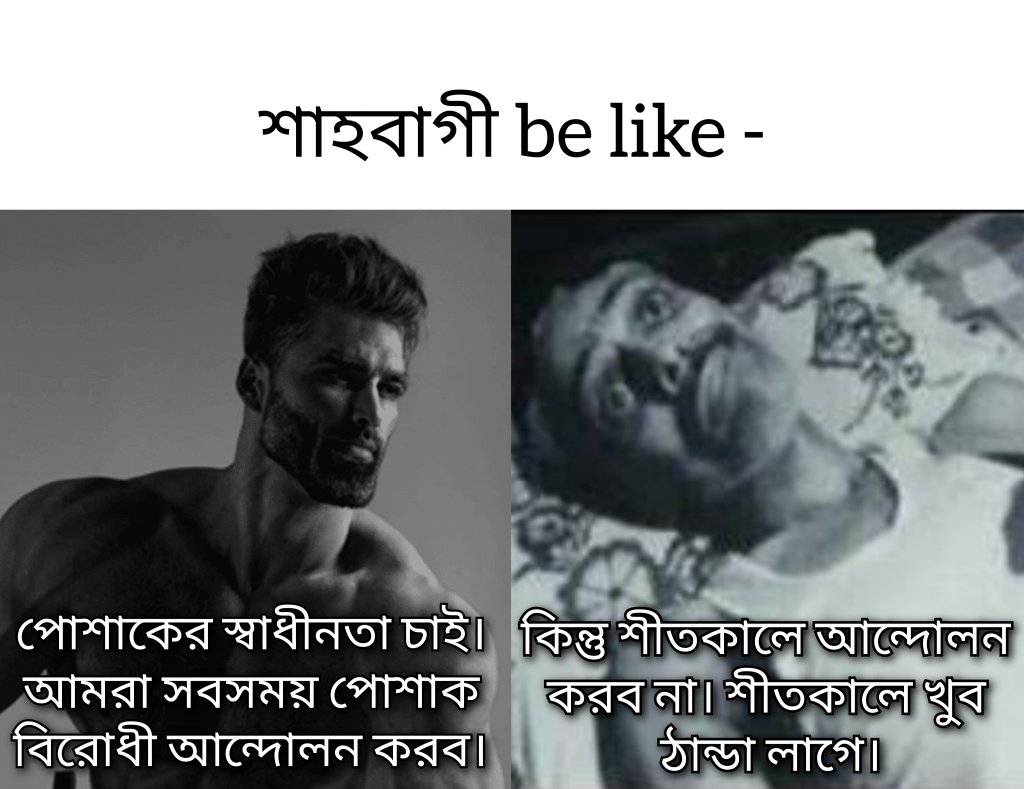 শাহবাগী be like -
পোশাকের স্বাধীনতা চাই।
আমরা সবসময় পোশাক
বিরোধী আন্দোলন করব।
কিন্তু শীতকালে আন্দোলন
করব না। শীতকালে খুব
ঠান্ডা লাগে।